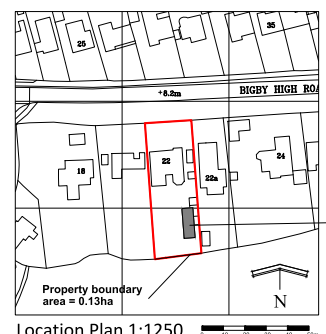 25
35
+8.2m
BIGBY HIGH ROA
18
22
22a
24
Property boundary
area = 0.13ha
N
Location Plan 1:1250